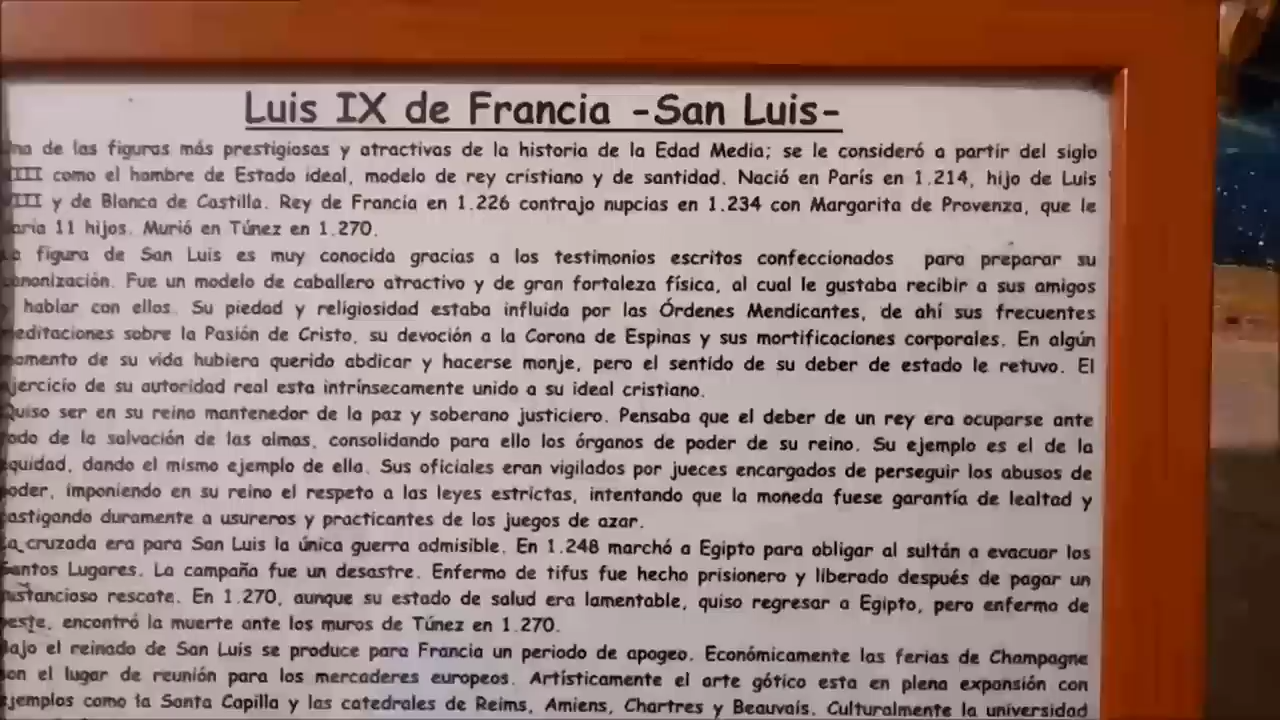 Luis IX de Francia -San Luis-
Una de las figuras más prestigiosas y atractivas de la historia de la Edad Media; se le consideró a partir del siglo
XIII como el hombre de Estado ideal, modelo de rey cristiano y de santidad. Nació en París en 1.214, hijo de Luis
VIII y de Blanca de Castilla. Rey de Francia en 1.226 contrajo nupcias en 1.234 con Margarita de Provenza, que le
daría 11 hijos. Murió en Túnez en 1.270.
La figura de San Luis es muy conocida gracias a los testimonios escritos confeccionados para preparar su
canonización. Fue un modelo de caballero atractivo y de gran fortaleza física, al cual le gustaba recibir a sus amigos
y hablar con ellos. Su piedad y religiosidad estaba influida por las Órdenes Mendicantes, de ahí sus frecuentes
meditaciones sobre la Pasión de Cristo, su devoción a la Corona de Espinas y sus mortificaciones corporales. En algún
momento de su vida hubiera querido abdicar y hacerse monje, pero el sentido de su deber de estado le retuvo. El
ejercicio de su autoridad real esta intrínsecamente unido a su ideal cristiano.
Quiso ser en su reino mantenedor de la paz y soberano justiciero. Pensaba que el deber de un rey era ocuparse ante
todo de la salvación de las almas, consolidando para ello los órganos de poder de su reino. Su ejemplo es el de la
equidad, dando el mismo ejemplo de ella. Sus oficiales eran vigilados por jueces encargados de perseguir los abusos de
poder, imponiendo en su reino el respeto a las leyes estrictas, intentando que la moneda fuese garantía de lealtad y
castigando duramente a usureros y practicantes de los juegos de azar.
La cruzada era para San Luis la única guerra admisible. En 1.248 marchó a Egipto para obligar al sultán a evacuar los
Santos Lugares. La campaña fue un desastre. Enfermo de tifus fue hecho prisionero y liberado después de pagar un
rescate. En 1.270, aunque su estado de salud era lamentable, quiso regresar a Egipto, pero enfermo de
peste, encontró la muerte ante los muros de Túnez en 1.270.
Bajo el reinado de San Luis se produce para Francia un periodo de apogeo. Económicamente las ferias de Champagne
son el lugar de reunión para los mercaderes europeos. Artísticamente el arte gótico esta en plena expansión con
ejemplos como la Santa Capilla y las catedrales de Reims, Amiens, Chartres y Beauvais. Culturalmente la universidad